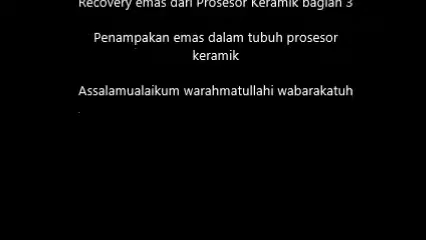 Recovery emas dari Prosesor Keramik bagian 3
Penampakan emas dalam tubuh prosesor
keramik
Assalamualaikum warahmatullahi wabarakatuh